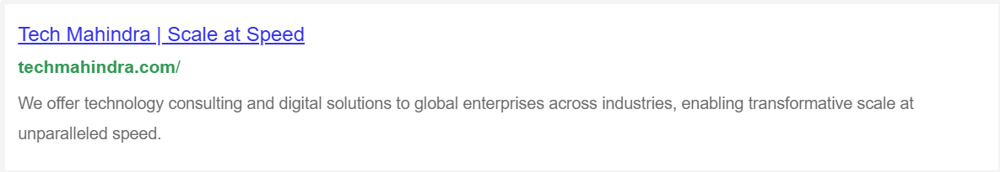 Tech Mahindra | Scale at Speed
techmahindra.com/
We offer technology consulting and digital solutions to global enterprises across industries, enabling transformative scale at
unparalleled speed.